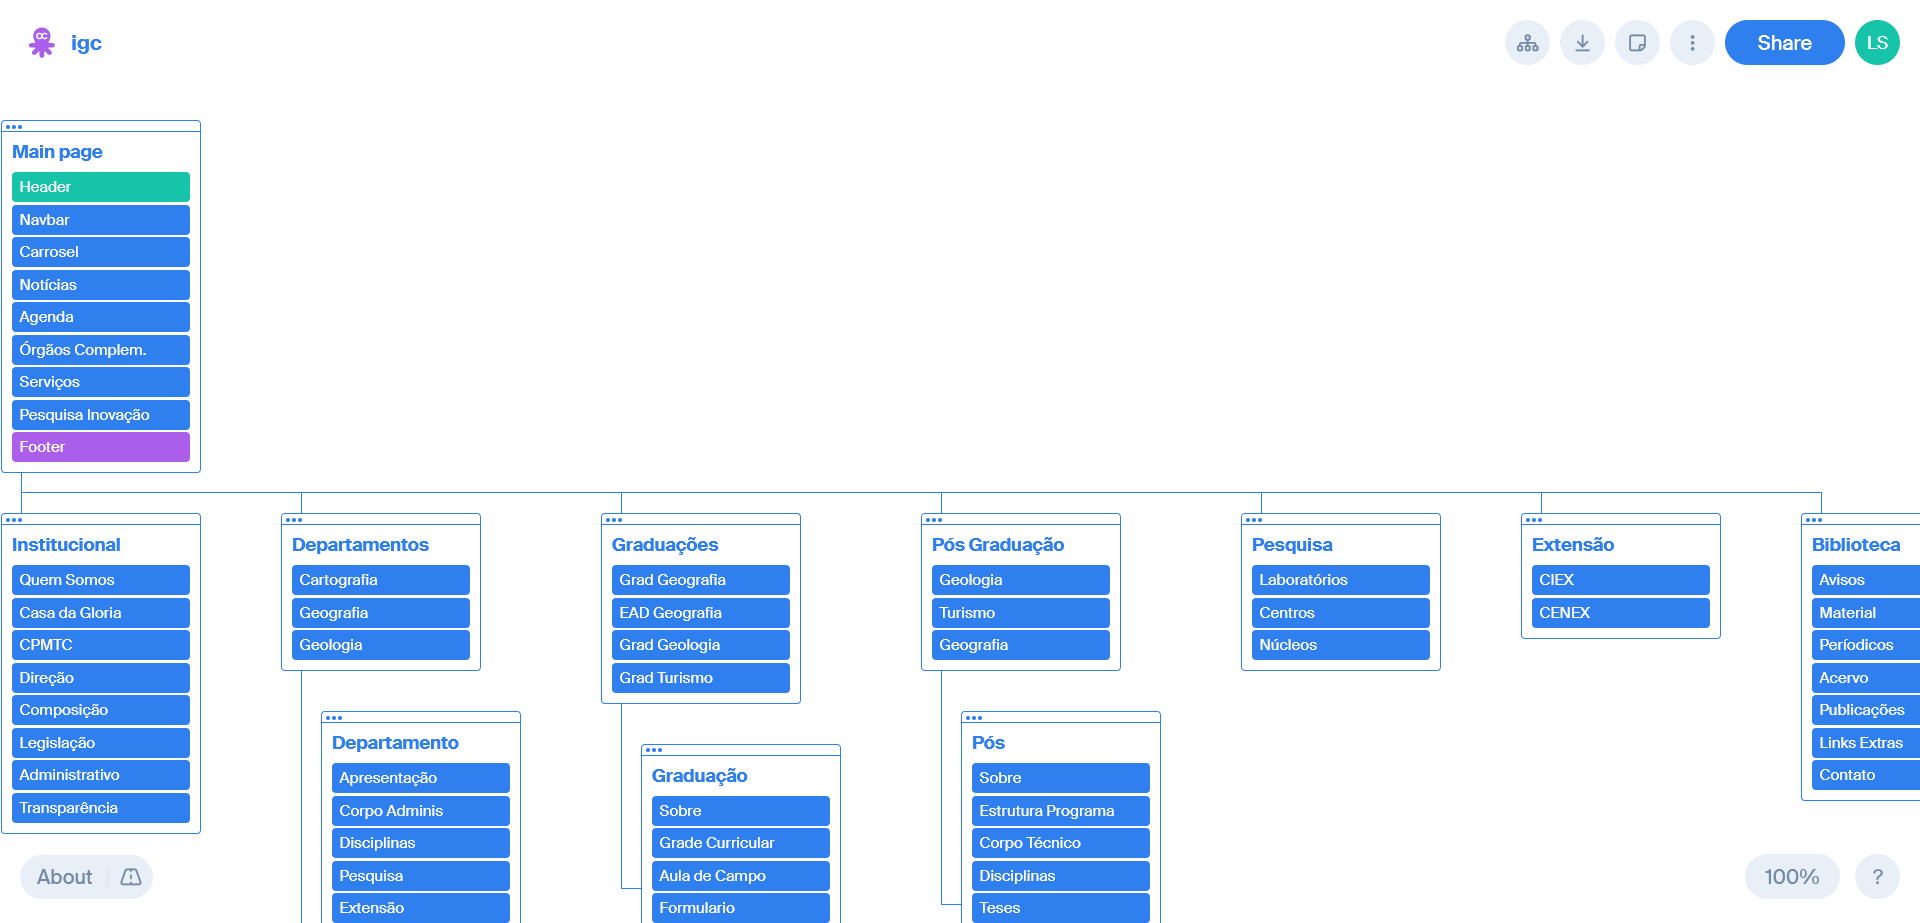 igc
Share
LS
Main page
Header
Navbar
Carrosel
Notícias
Agenda
Órgãos Complem.
Serviços
Pesquisa Inovação
Footer
Institucional
Quem Somos
Casa da Gloria
CPMTC
Direção
Composição
Legislação
Administrativo
Transparência
Departamentos
Cartografia
Geografia
Geologia
Departamento
Apresentação
Corpo Adminis
Disciplinas
Pesquisa
Extensão
Graduações
Grad Geografia
EAD Geografia
Grad Geologia
Grad Turismo
Graduação
Sobre
Grade Curricular
Aula de Campo
Formulario
Pós Graduação
Geologia
Turismo
Geografia
Pós
Sobre
Estrutura Programa
Corpo Técnico
Disciplinas
Teses
Pesquisa
Laboratórios
Centros
Núcleos
Extensão
CIEX
CENEX
Biblioteca
Avisos
Material
Períodicos
Acervo
Publicações
Links Extras
Contato
About
100%
?